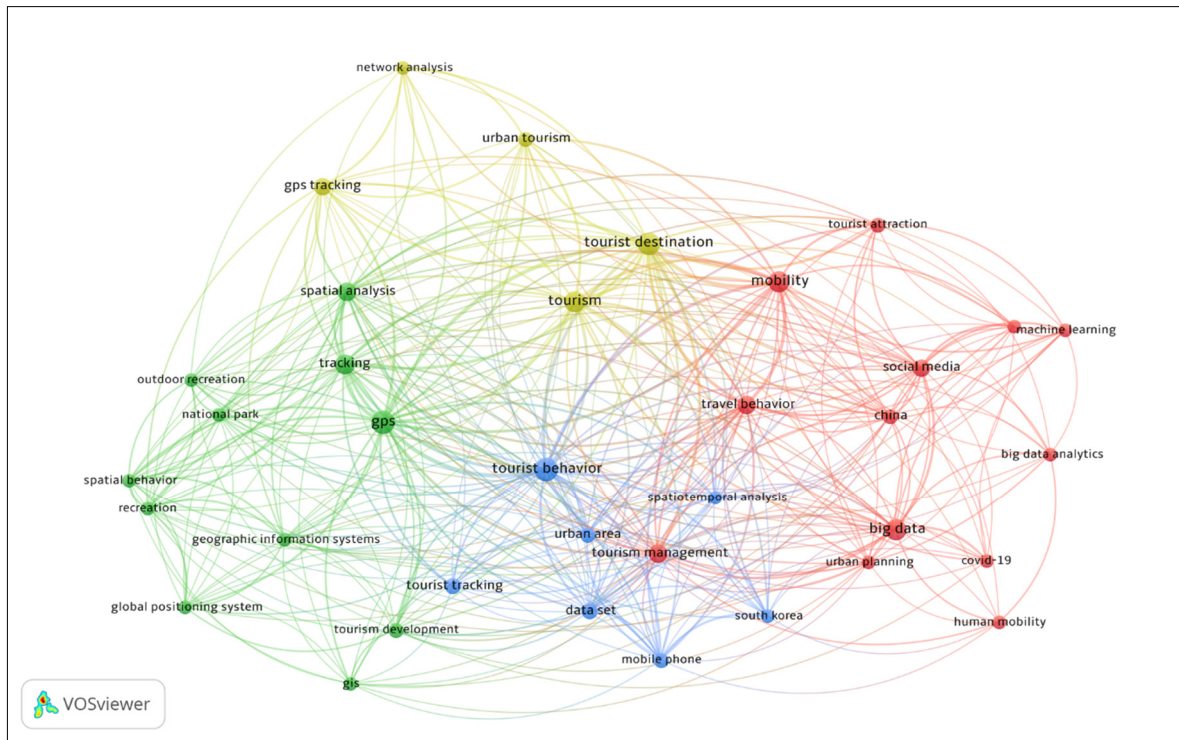 network analysis
urban tourism
gps tracking
tourist attraction
tourist destination
mobility
spatial analysis
tourism
machine learning
tracking
social media
outdoor recreation
travel behavior
national park
china
gps
big data analytics
tourist behavior
spatial behavior
spatiotemporal analysis
recreation
big data
urban area
geographic information systems
tourism management
urban planning
covid-19
tourist tracking
global positioning system
data set
south korea
human mobility
tourism development
mobile phone
gis
VOSviewer